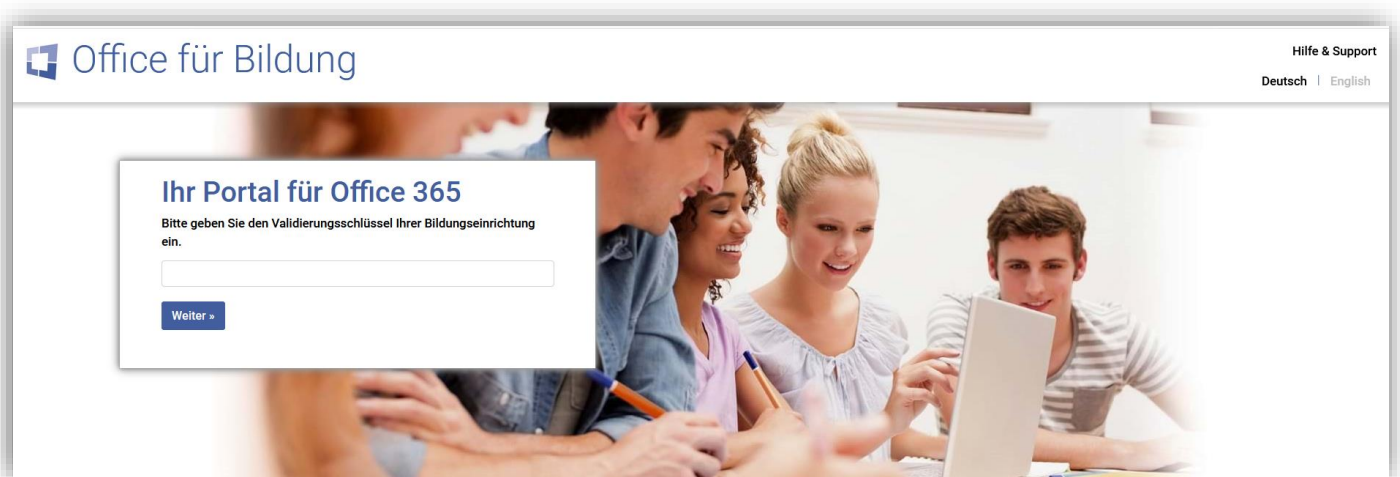 Office für Bildung
Hilfe & Support
Deutsch | English
Ihr Portal für Office 365
Bitte geben Sie den Validierungsschlüssel Ihrer Bildungseinrichtung
ein.
Weiter »